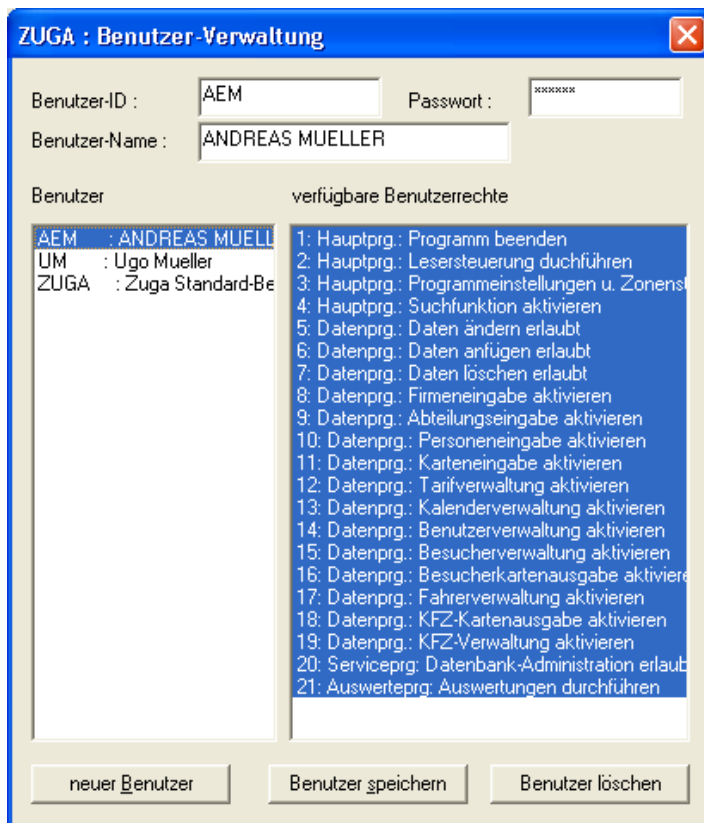 ZUGA : Benutzer-Verwaltung
Benutzer-ID : AEM Passwort : ××××××
Benutzer-Name : ANDREAS MUELLER
Benutzer verfügbare Benutzerrechte
AEM : ANDREAS MUELL
UM : Ugo Mueller
ZUGA : Zuga Standard-Be
1: Hauptprg.: Programm beenden
2: Hauptprg.: Lesersteuerung duchführen
3: Hauptprg.: Programmeinstellungen u. Zonenst
4: Hauptprg.: Suchfunktion aktivieren
5: Datenprg.: Daten ändern erlaubt
6: Datenprg.: Daten anfügen erlaubt
7: Datenprg.: Daten löschen erlaubt
8: Datenprg.: Firmeneingabe aktivieren
9: Datenprg.: Abteilungseingabe aktivieren
10: Datenprg.: Personeneingabe aktivieren
11: Datenprg.: Karteneingabe aktivieren
12: Datenprg.: Tarifverwaltung aktivieren
13: Datenprg.: Kalenderverwaltung aktivieren
14: Datenprg.: Benutzerverwaltung aktivieren
15: Datenprg.: Besucherverwaltung aktivieren
16: Datenprg.: Besucherkartenausgabe aktiviere
17: Datenprg.: Fahrerverwaltung aktivieren
18: Datenprg.: KFZ-Kartenausgabe aktivieren
19: Datenprg.: KFZ-Verwaltung aktivieren
20: Serviceprg: Datenbank-Administration erlaub
21: Auswerteprg: Auswertungen durchführen
neuer Benutzer Benutzer speichern Benutzer löschen